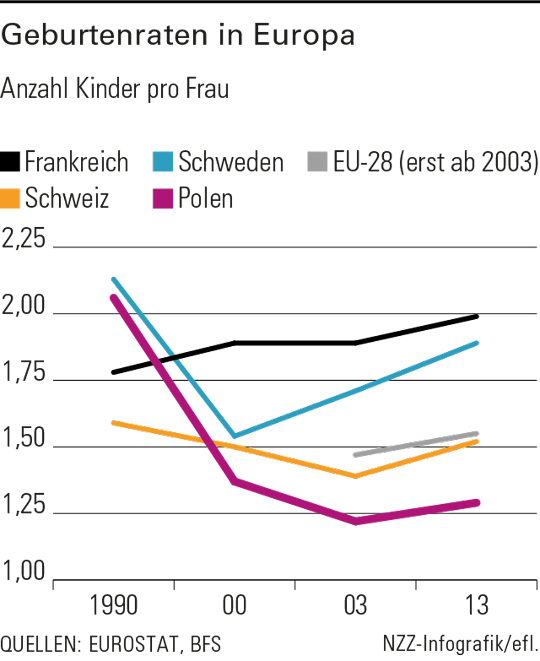 Geburtenraten in Europa
Anzahl Kinder pro Frau
Frankreich Schweden EU-28 (erst ab 2003)
Schweiz Polen
2,25
2,00
1,75
1,50
1,25
1,00
1990 00 03 13
QUELLEN: EUROSTAT, BFS NZZ-Infografik/efl.